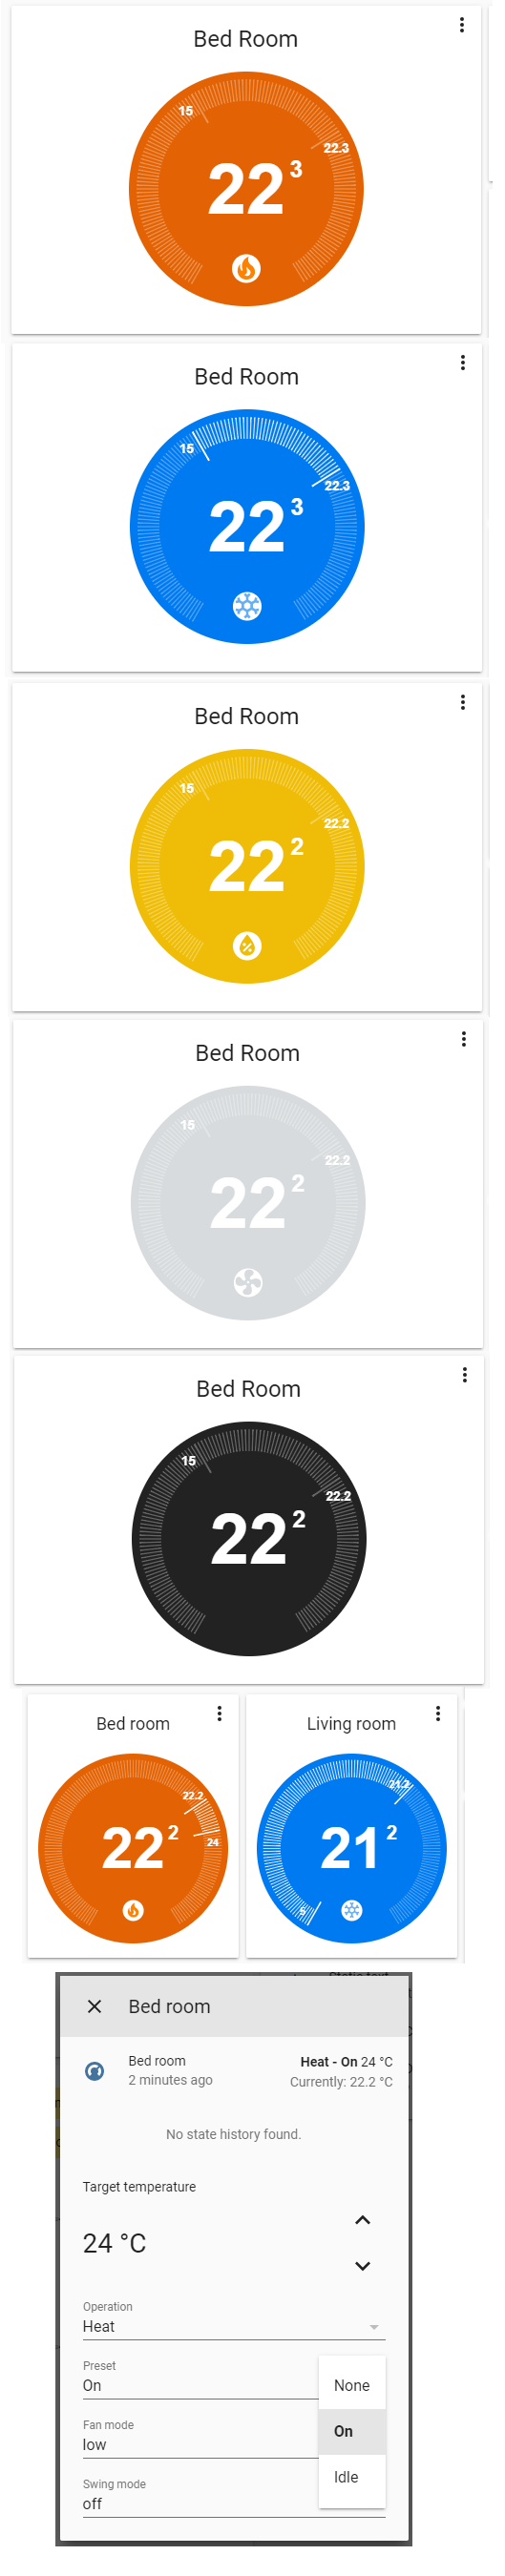 Bed Room
15
22.3
22 3
Bed Room
15
22.3
22 3
Bed Room
15
22.2
22 2
Bed Room
15
22.2
22 2
Bed Room
15
22.2
22 2
Bed room
22.2
24
22 2
Living room
21.2
21 2
5
Bed room
Bed room
Heat - On 24 °C
2 minutes ago
Currently: 22.2 °C
No state history found.
Target temperature
24 °C
Operation
Heat
Preset
On
None
On
Idle
Fan mode
low
Swing mode
off